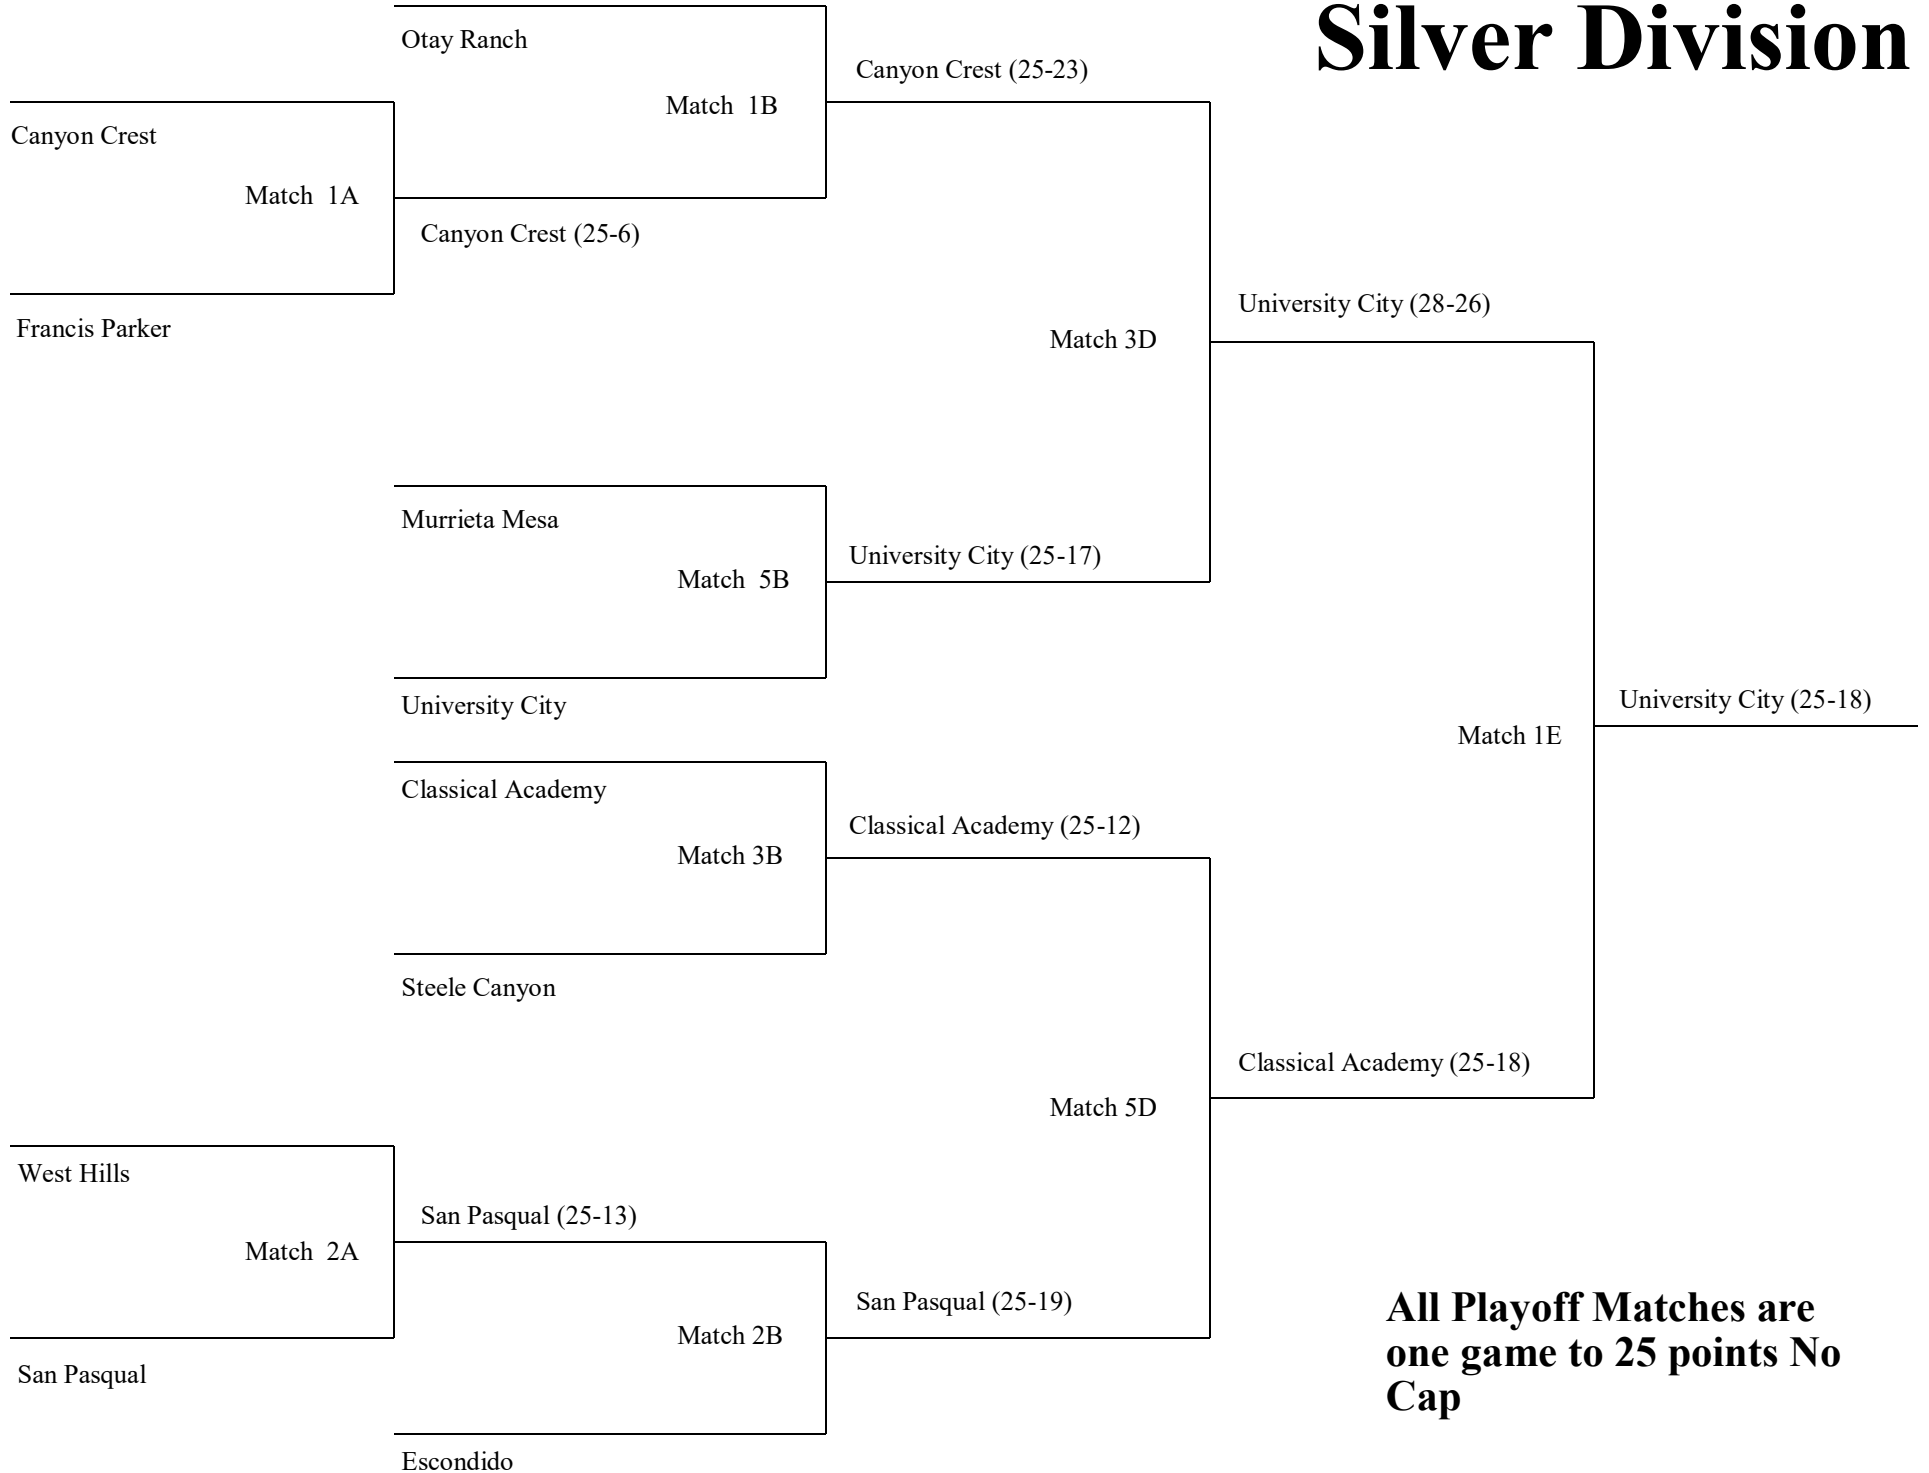 Silver Division
Otay Ranch
Canyon Crest (25-23)
Match 1B
Canyon Crest
Match 1A
Canyon Crest (25-6)
Francis Parker
University City (28-26)
Match 3D
Murrieta Mesa
University City (25-17)
Match 5B
University City
University City (25-18)
Match 1E
Classical Academy
Classical Academy (25-12)
Match 3B
Steele Canyon
Classical Academy (25-18)
Match 5D
West Hills
San Pasqual (25-13)
Match 2A
San Pasqual (25-19)
Match 2B
San Pasqual
Escondido
All Playoff Matches are
one game to 25 points No
Cap